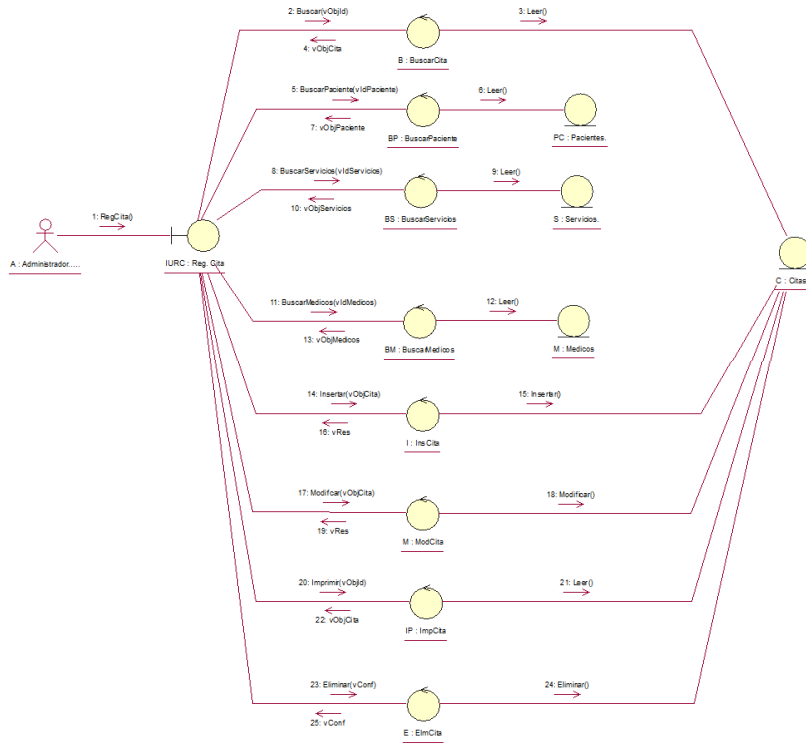 2: Buscar(vObjId)
3: Leer()
4: vObjCita
B : BuscarCita
5: BuscarPaciente(vIdPaciente)
6: Leer()
7: vObjPaciente
BP : BuscarPaciente
PC : Pacientes.
8: BuscarServicios(vIdServicios)
9: Leer()
10: vObjServicios
BS : BuscarServicios
S : Servicios.
1: RegCita()
A : Administrador.....
IURC : Reg. Cita
C : Citas
11: BuscarMedicos(vIdMedicos)
12: Leer()
13: vObjMedicos
BM : BuscarMedicos
M : Medicos
14: Insertar(vObjCita)
15: Insertar()
16: vRes
I : InsCita
17: Modifcar(vObjCita)
18: Modificar()
19: vRes
M : ModCita
20: Imprimir(vObjId)
21: Leer()
22: vObjCita
IP : ImpCita
23: Eliminar(vConf)
24: Eliminar()
25: vConf
E : ElmCita